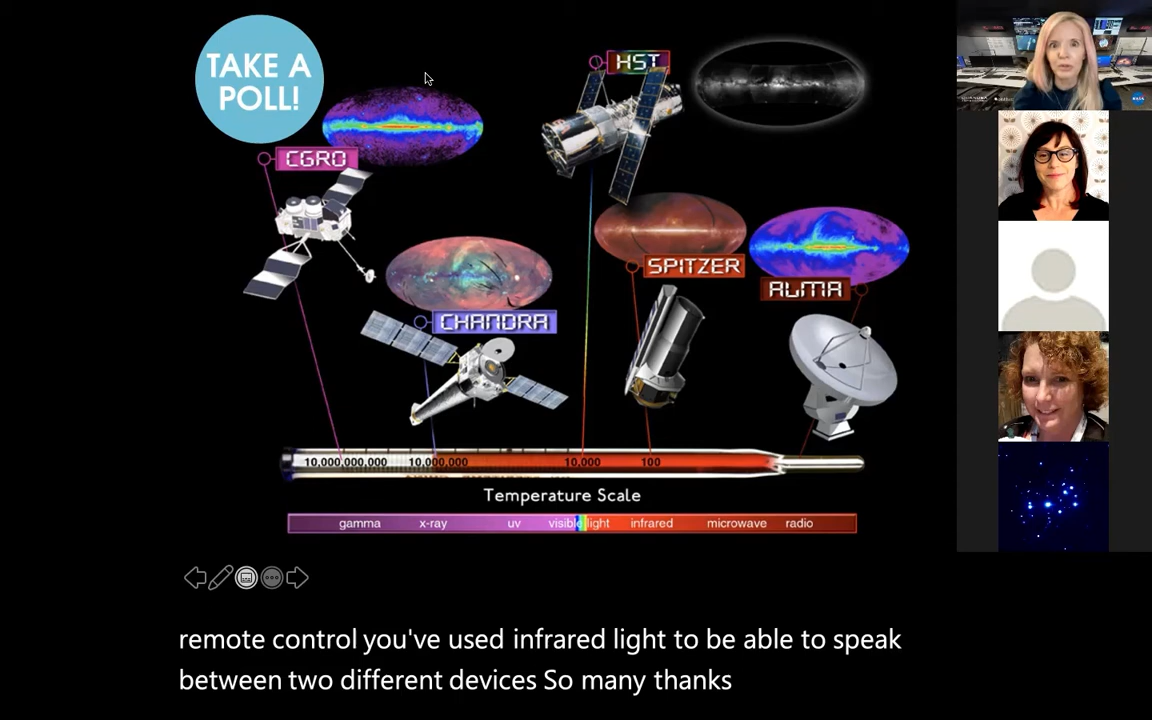 TAKE A
POLL!
HST
CGRO
SPITZER
ALMA
CHANDRA
10,000,000,000 10,000,000 10,000 100
Temperature Scale
gamma x-ray uv visible light infrared microwave radio
remote control you've used infrared light to be able to speak
between two different devices So many thanks